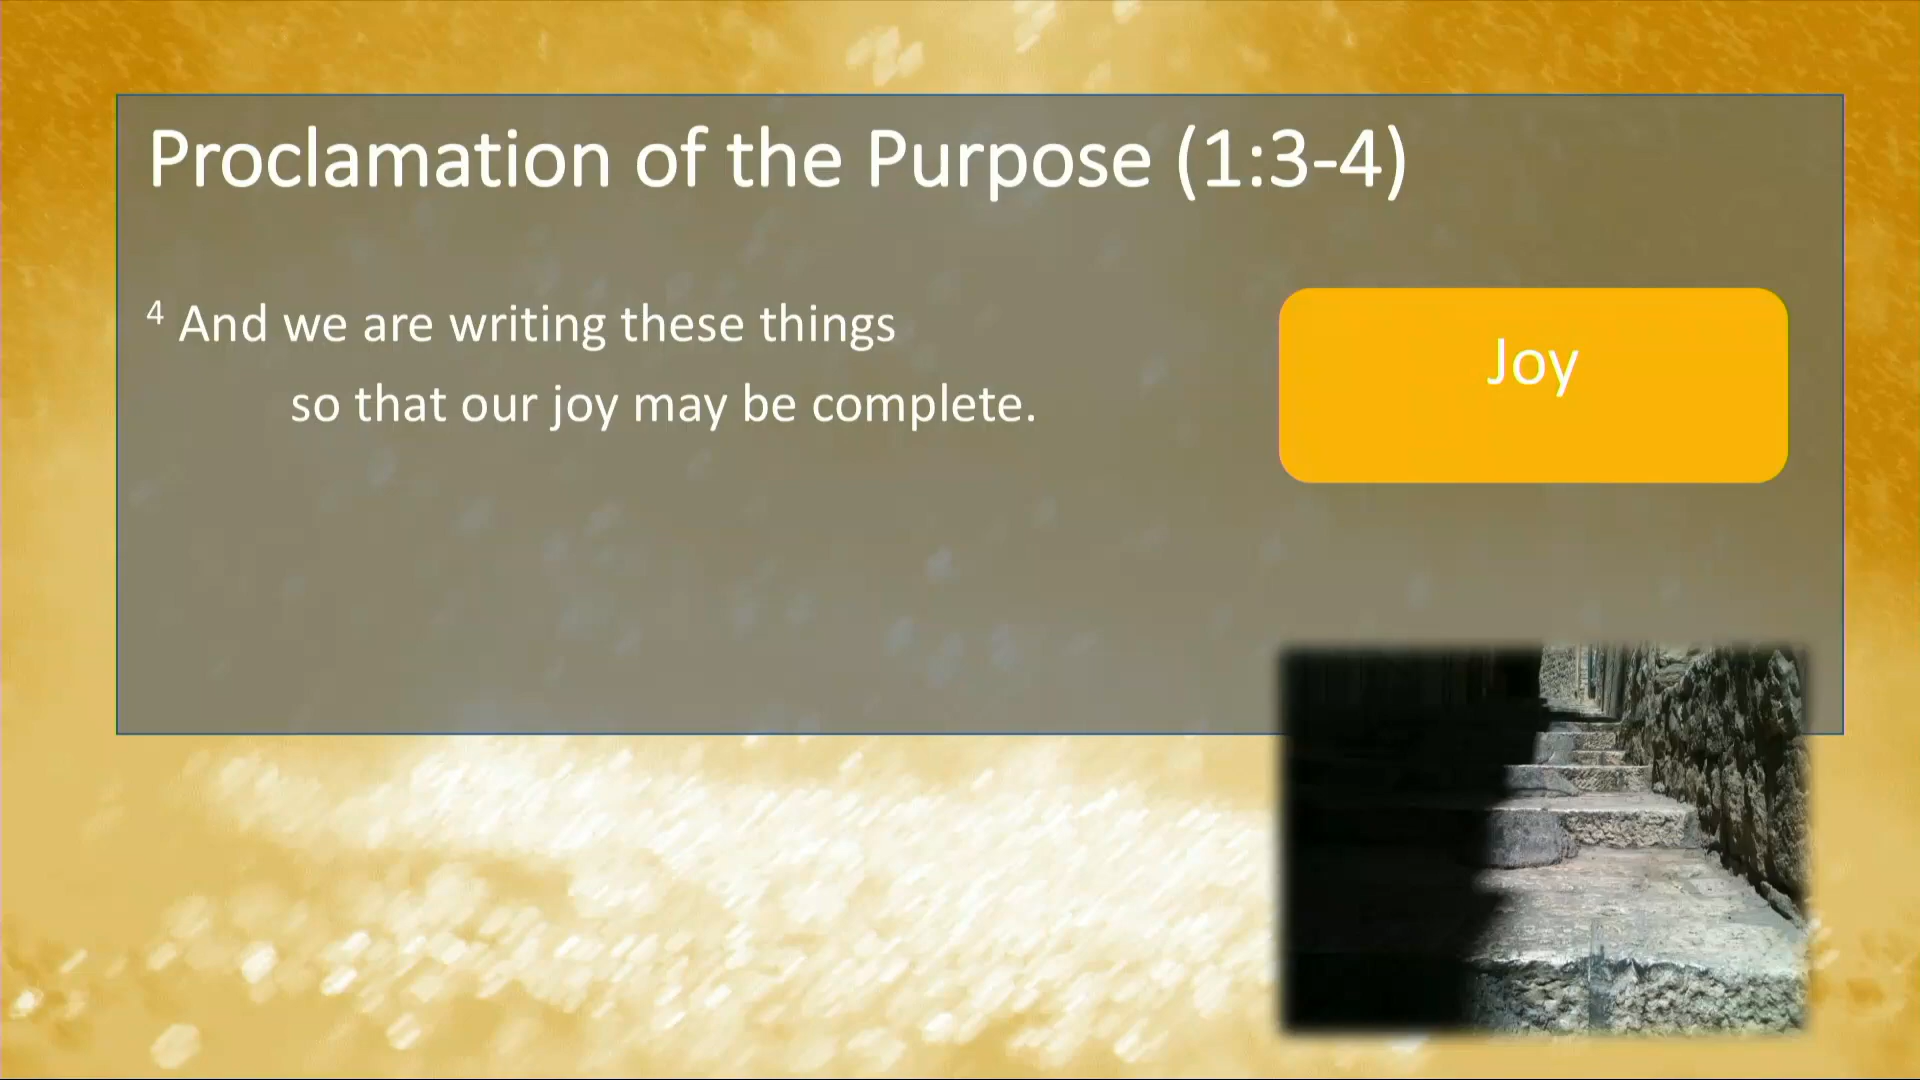 Proclamation of the Purpose (1:3-4)
4 And we are writing these things
so that our joy may be complete.
Joy